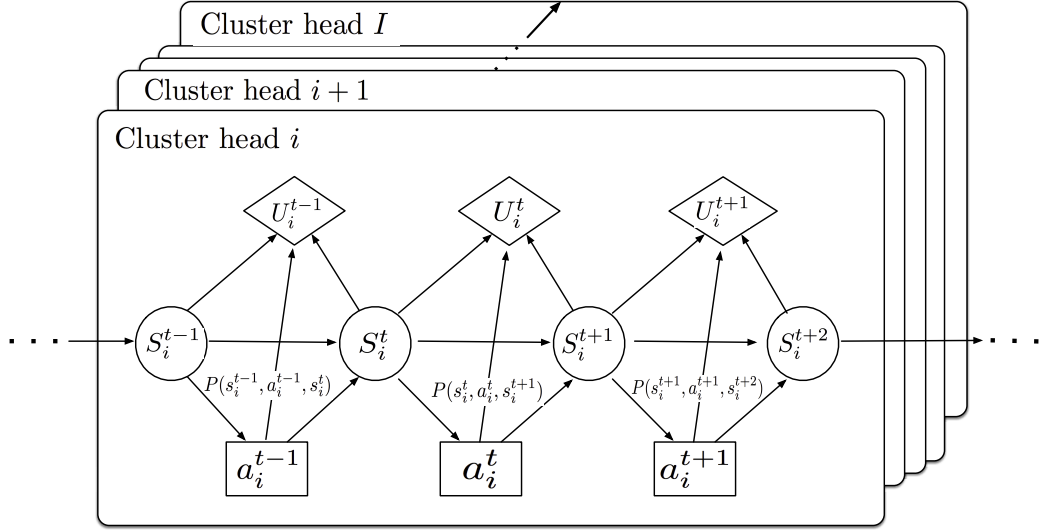 Cluster head I
Cluster head i + 1
Cluster head i
U_i^{t-1} U_i^t U_i^{t+1}
. . . S_i^{t-1} S_i^t S_i^{t+1} S_i^{t+2} . . .
P(s_i^{t-1}, a_i^{t-1}, s_i^t) P(s_i^t, a_i^t, s_i^{t+1}) P(s_i^{t+1}, a_i^{t+1}, s_i^{t+2})
a_i^{t-1} a_i^t a_i^{t+1}